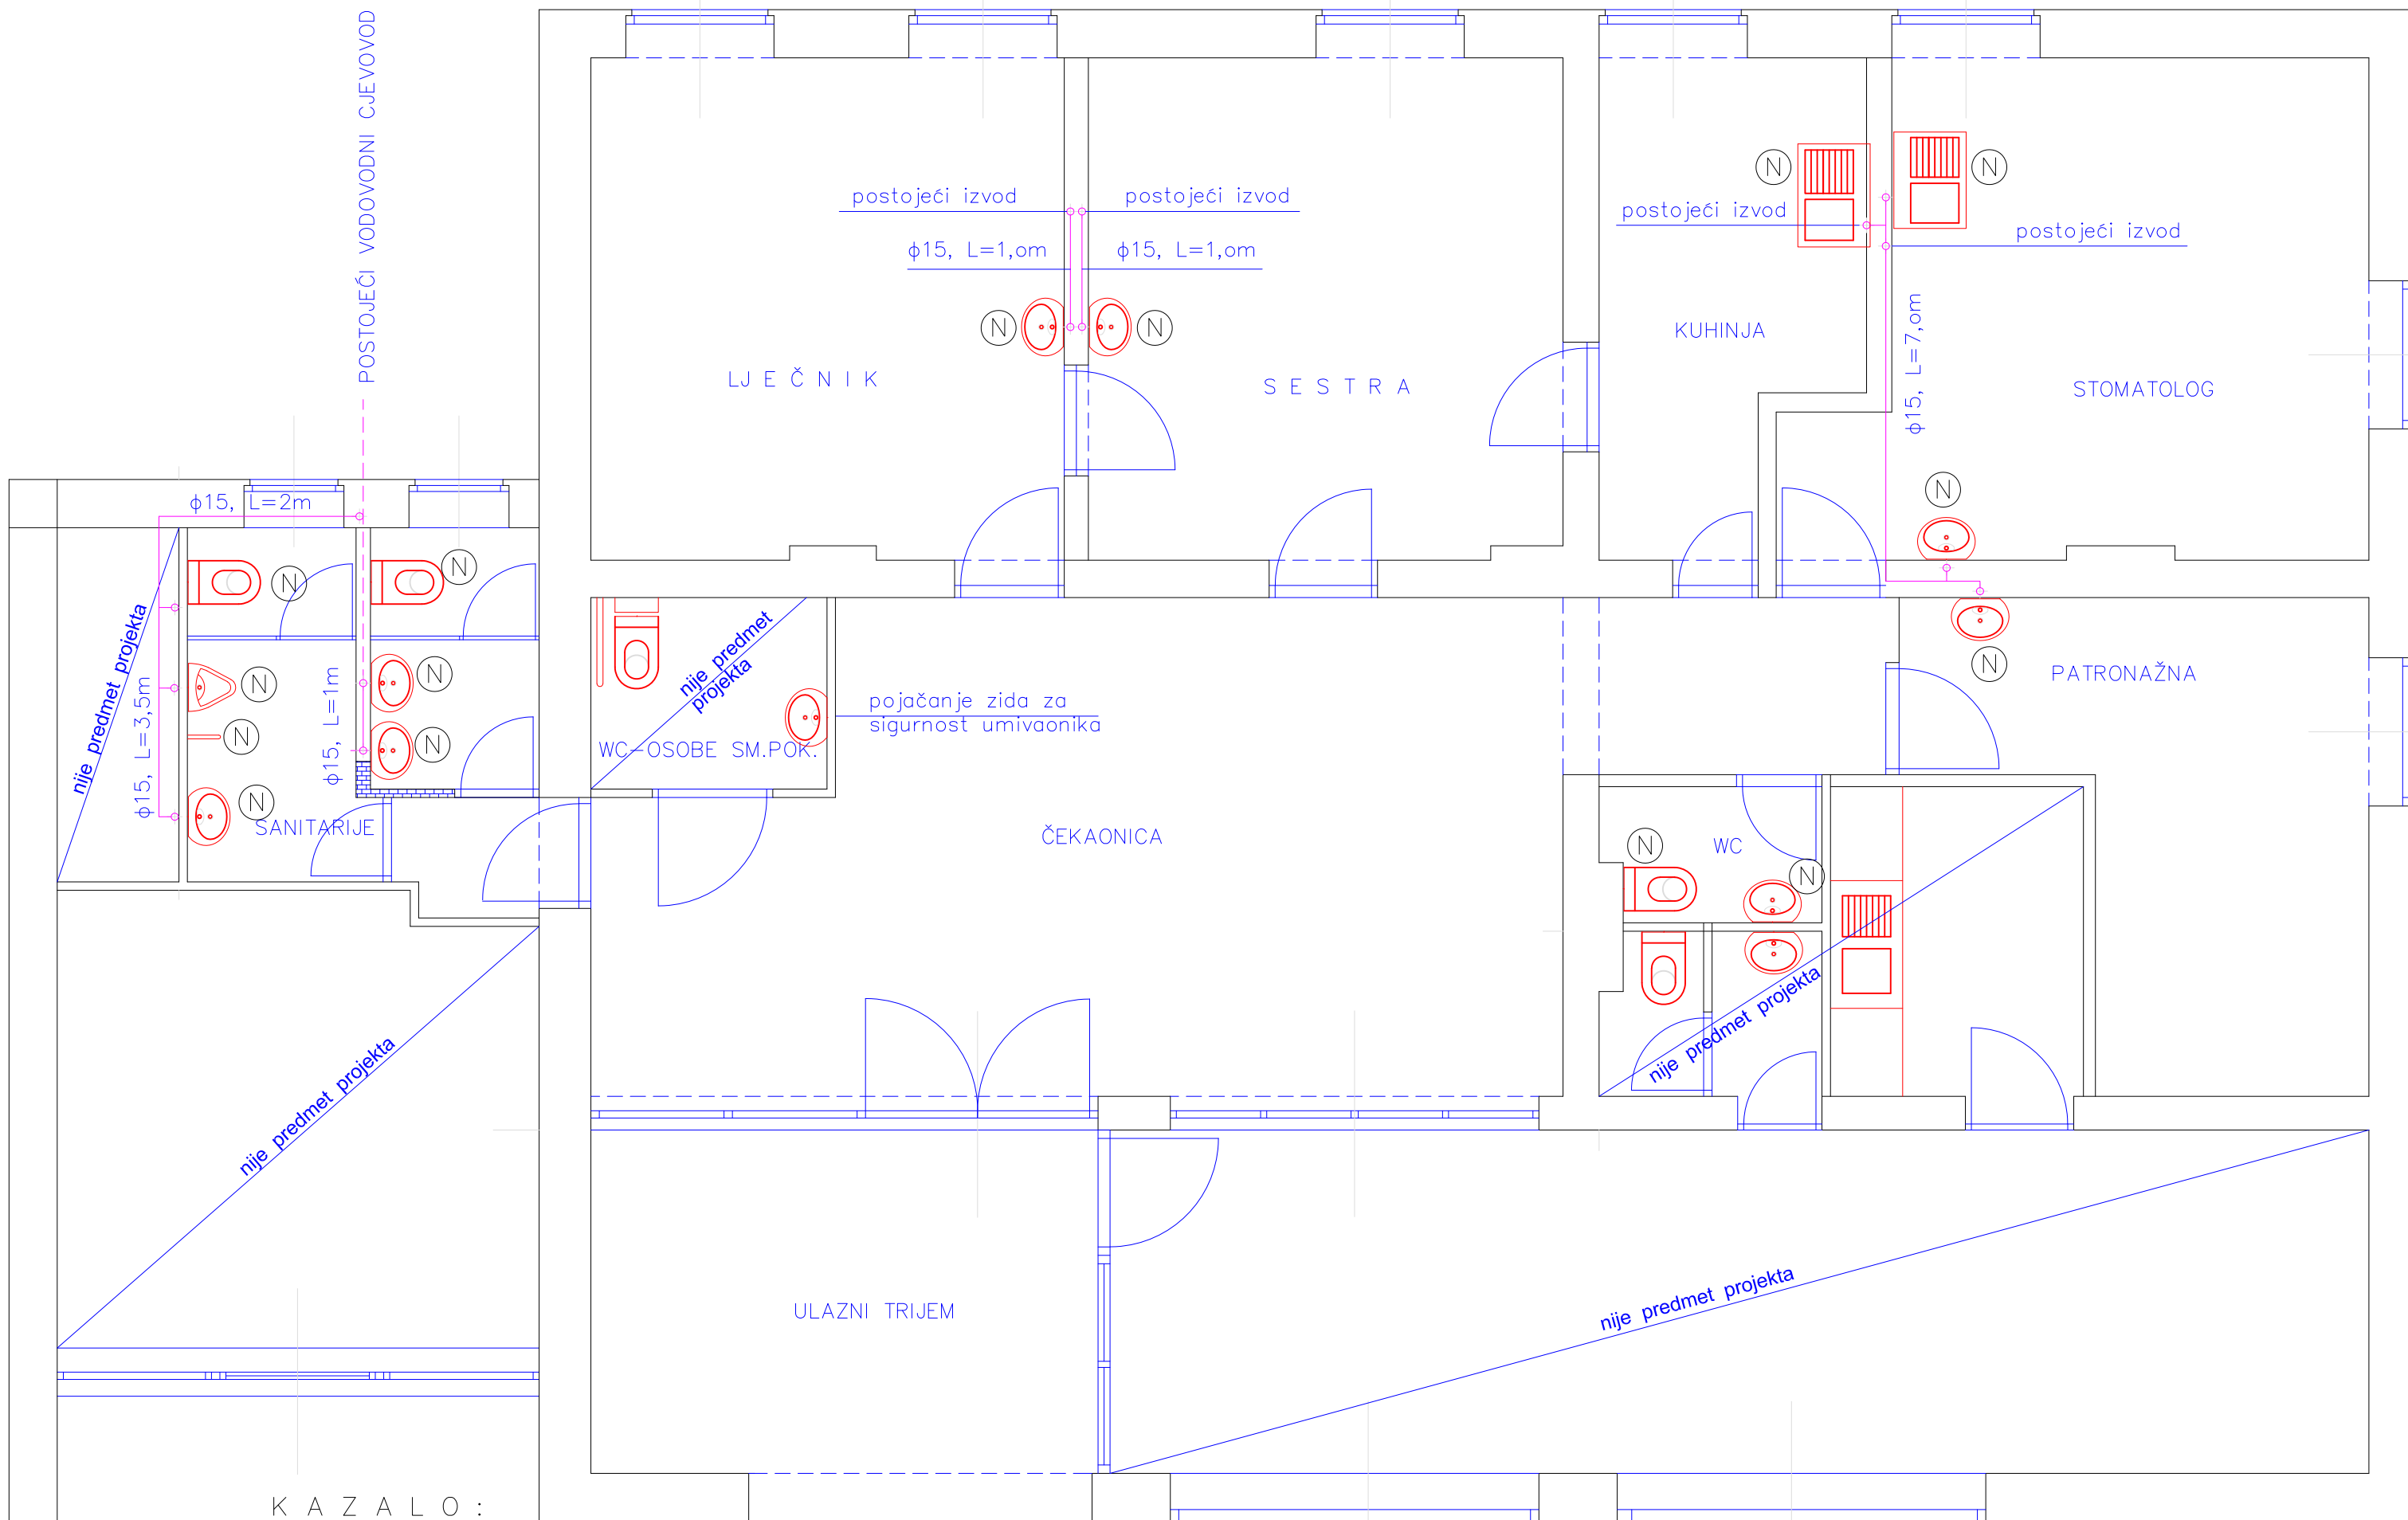 POSTOJEĆI VODOVODNI CJEVOVOD
postojeći izvod
postojeći izvod
ϕ15, L=1,om
ϕ15, L=1,om
N
N
LJ E Č N I K
S E S T R A
N
N
postojeći izvod
postojeći izvod
KUHINJA
ϕ15, L=7,om
STOMATOLOG
N
ϕ15, L=2m
N
N
nije predmet projekta
ϕ15, L=3,5m
N
N
N
ϕ15, L=1m
N
N
SANITARIJE
nije predmet
projekta
WC-OSOBE SM.POK.
pojačanje zida za
sigurnost umivaonika
ČEKAONICA
N
PATRONAŽNA
N
WC
N
nije predmet projekta
nije predmet projekta
ULAZNI TRIJEM
nije predmet projekta
K A Z A L O :